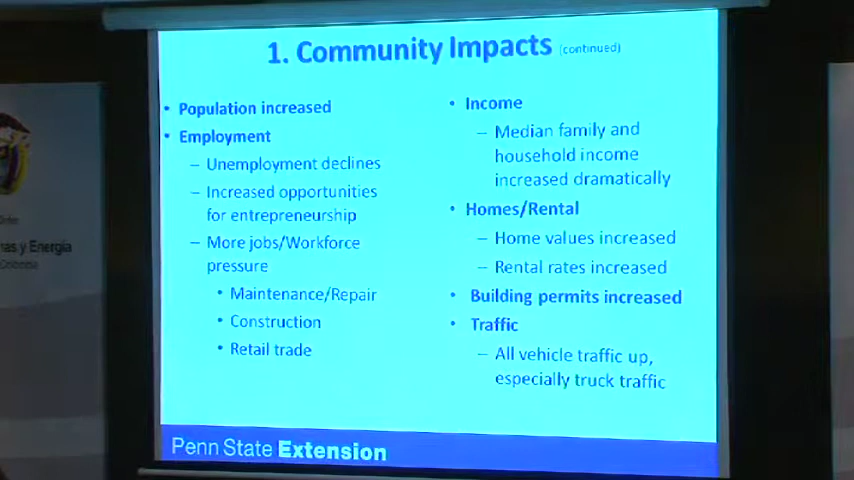 1. Community Impacts (continued)
• Population increased
• Employment
– Unemployment declines
– Increased opportunities
for entrepreneurship
– More jobs/Workforce
pressure
• Maintenance/Repair
• Construction
• Retail trade
• Income
– Median family and
household income
increased dramatically
• Homes/Rental
– Home values increased
– Rental rates increased
• Building permits increased
• Traffic
– All vehicle traffic up,
especially truck traffic
Penn State Extension
y Energía